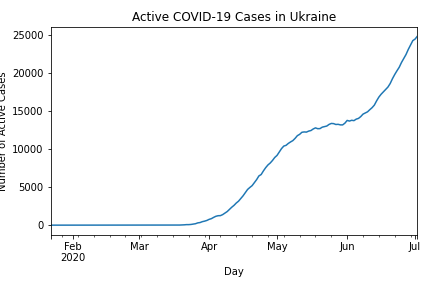 Active COVID-19 Cases in Ukraine
Number of Active Cases
25000
20000
15000
10000
5000
0
Feb
2020
Mar
Apr
May
Jun
Jul
Day